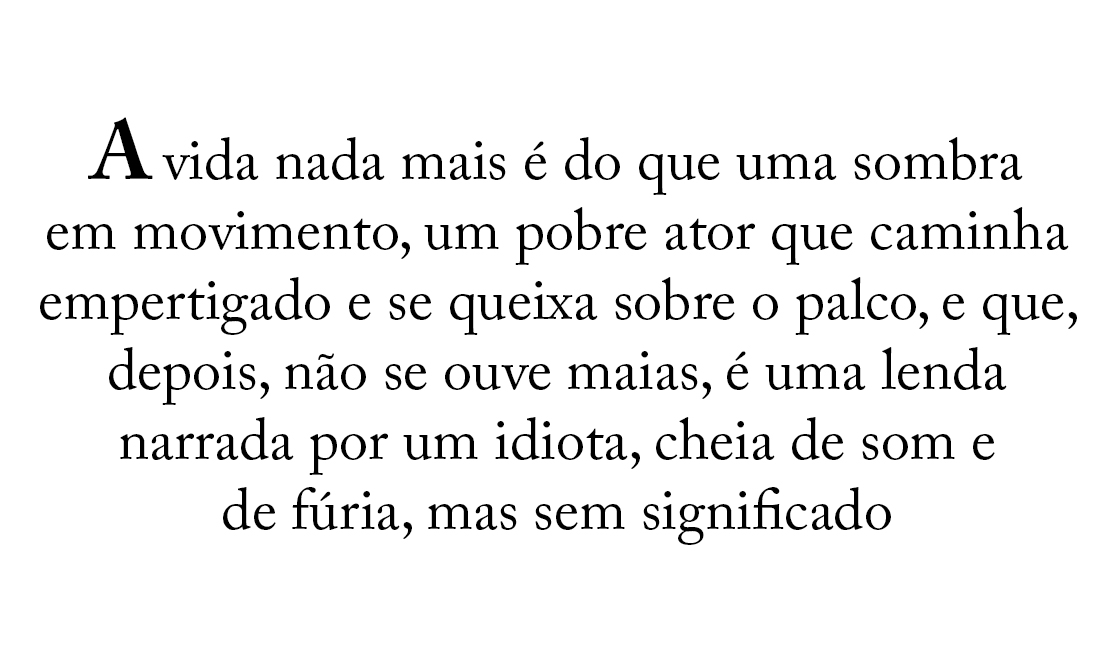 A vida nada mais é do que uma sombra
em movimento, um pobre ator que caminha
empertigado e se queixa sobre o palco, e que,
depois, não se ouve maias, é uma lenda
narrada por um idiota, cheia de som e
de fúria, mas sem significado